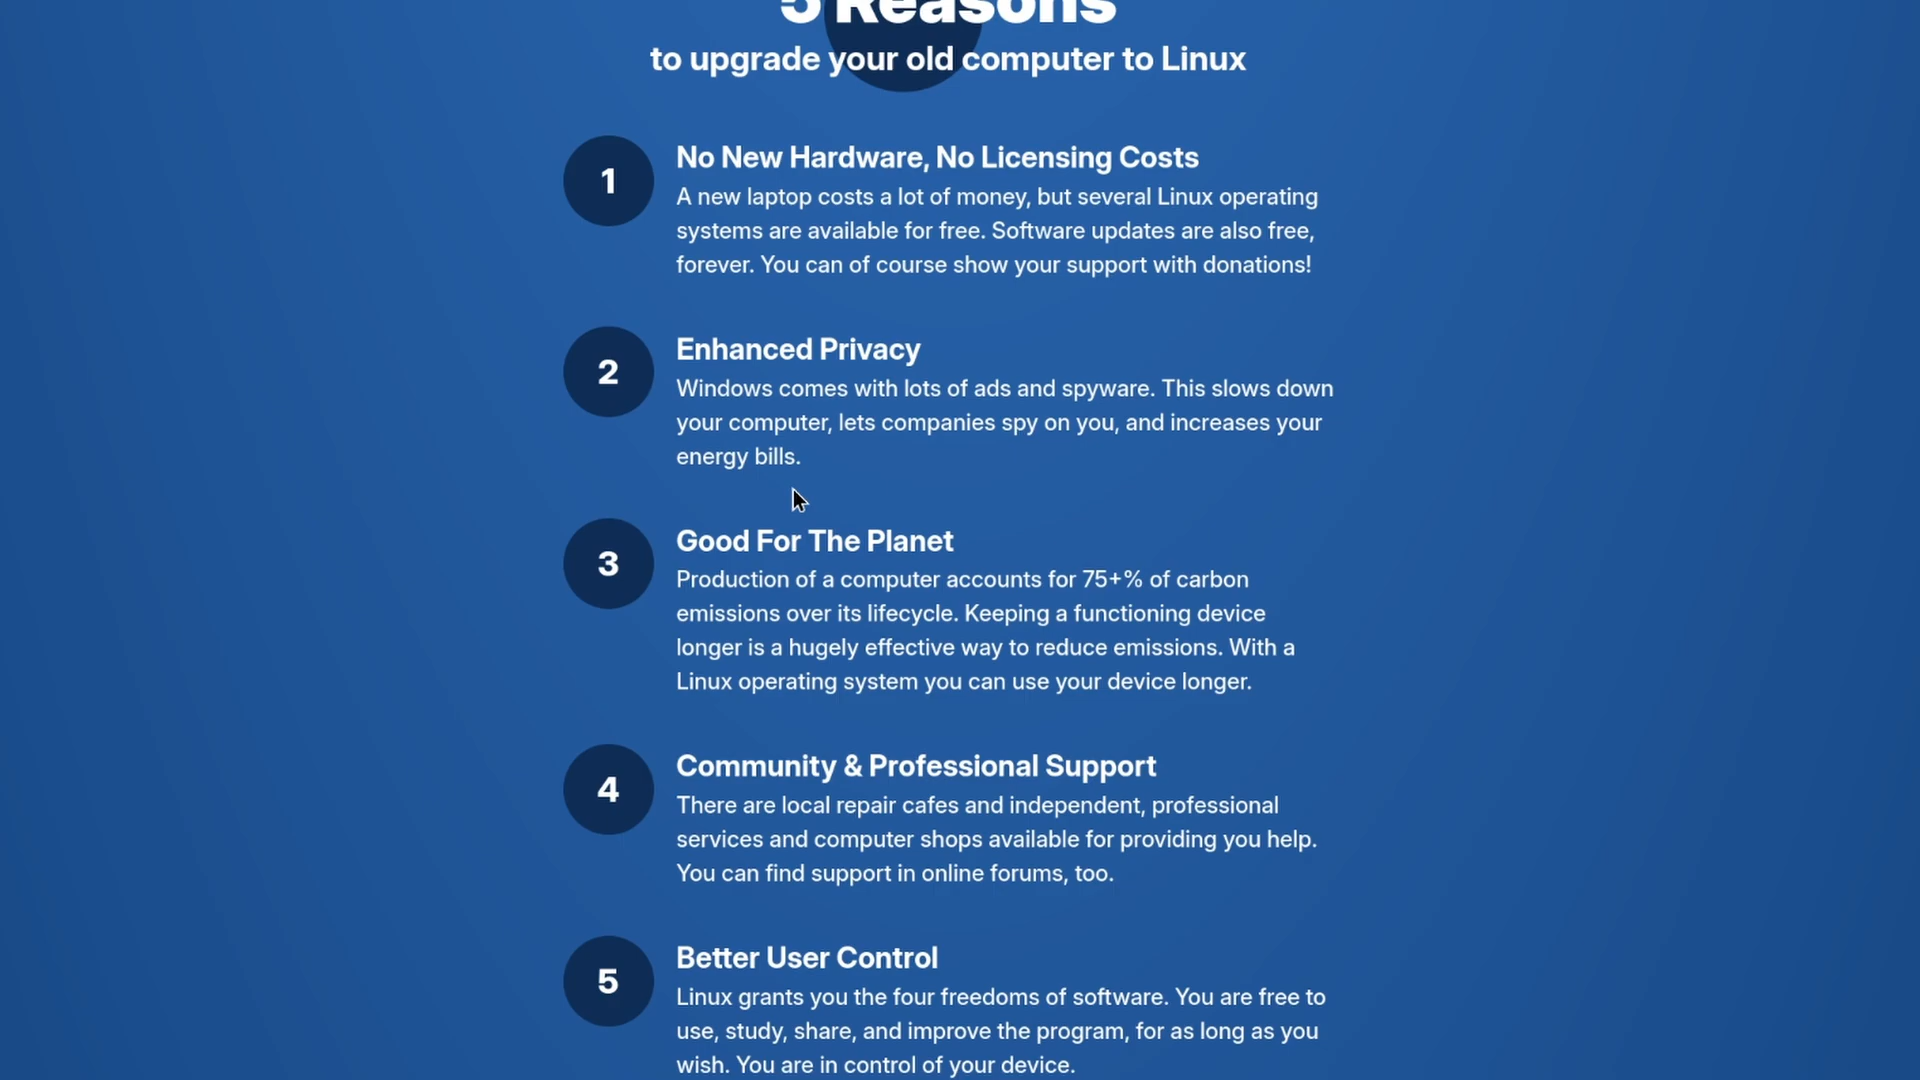 5 Reasons
to upgrade your old computer to Linux
1
No New Hardware, No Licensing Costs
A new laptop costs a lot of money, but several Linux operating
systems are available for free. Software updates are also free,
forever. You can of course show your support with donations!
2
Enhanced Privacy
Windows comes with lots of ads and spyware. This slows down
your computer, lets companies spy on you, and increases your
energy bills.
3
Good For The Planet
Production of a computer accounts for 75+% of carbon
emissions over its lifecycle. Keeping a functioning device
longer is a hugely effective way to reduce emissions. With a
Linux operating system you can use your device longer.
4
Community & Professional Support
There are local repair cafes and independent, professional
services and computer shops available for providing you help.
You can find support in online forums, too.
5
Better User Control
Linux grants you the four freedoms of software. You are free to
use, study, share, and improve the program, for as long as you
wish. You are in control of your device.